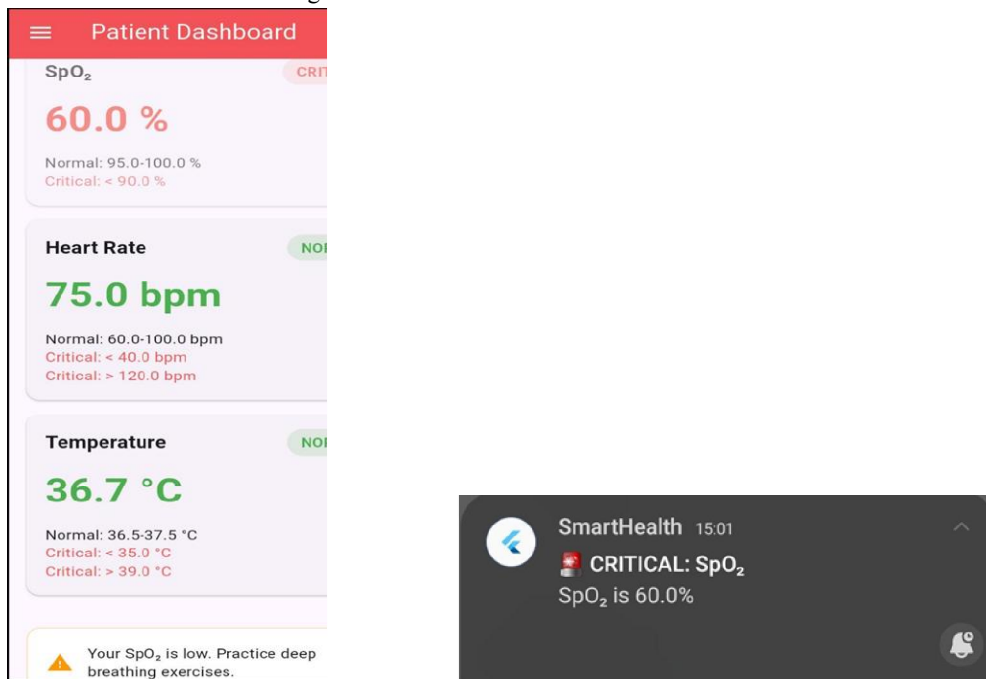 Patient Dashboard
SpO₂ CRIT
60.0 %
Normal: 95.0-100.0 %
Critical: < 90.0 %
Heart Rate NOR
75.0 bpm
Normal: 60.0-100.0 bpm
Critical: < 40.0 bpm
Critical: > 120.0 bpm
Temperature NOR
36.7 °C
Normal: 36.5-37.5 °C
Critical: < 35.0 °C
Critical: > 39.0 °C
Your SpO₂ is low. Practice deep
breathing exercises.
SmartHealth 15:01
🚨 CRITICAL: SpO₂
SpO₂ is 60.0%